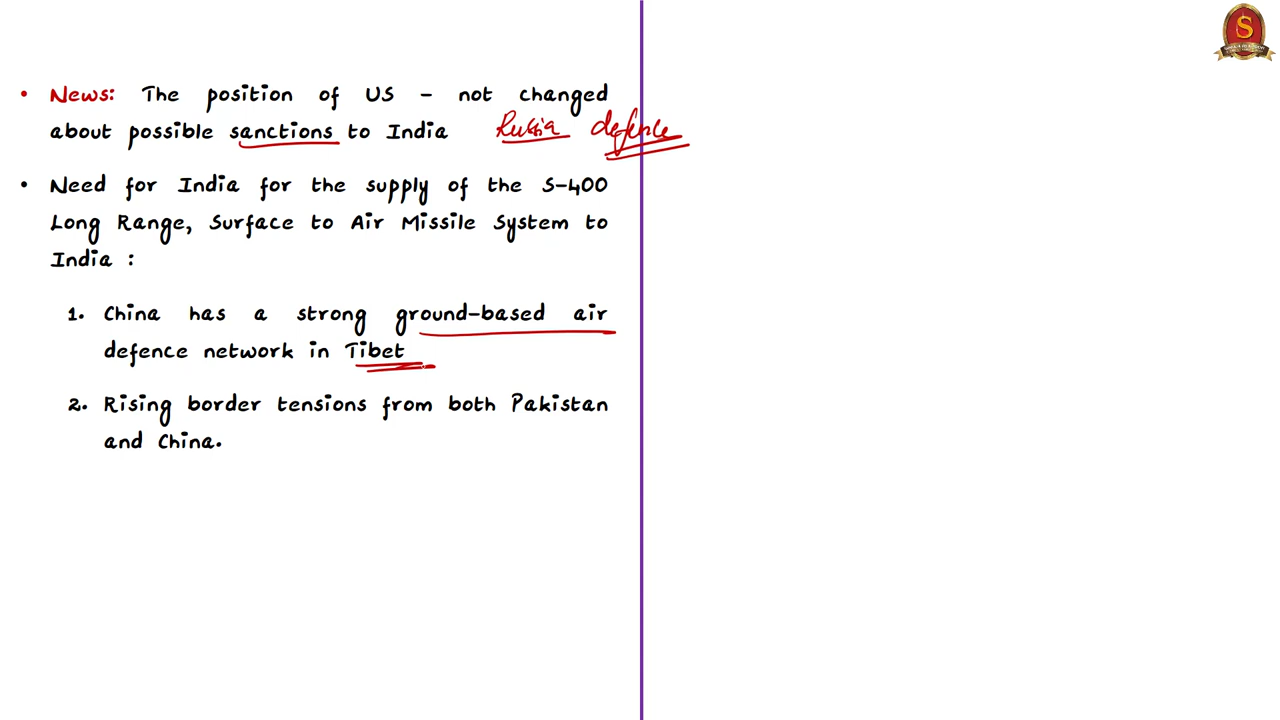 • News: The position of US - not changed
about possible sanctions to India Russia defence
• Need for India for the supply of the S-400
Long Range, Surface to Air Missile System to
India :
1. China has a strong ground-based air
defence network in Tibet
2. Rising border tensions from both Pakistan
and China.
S